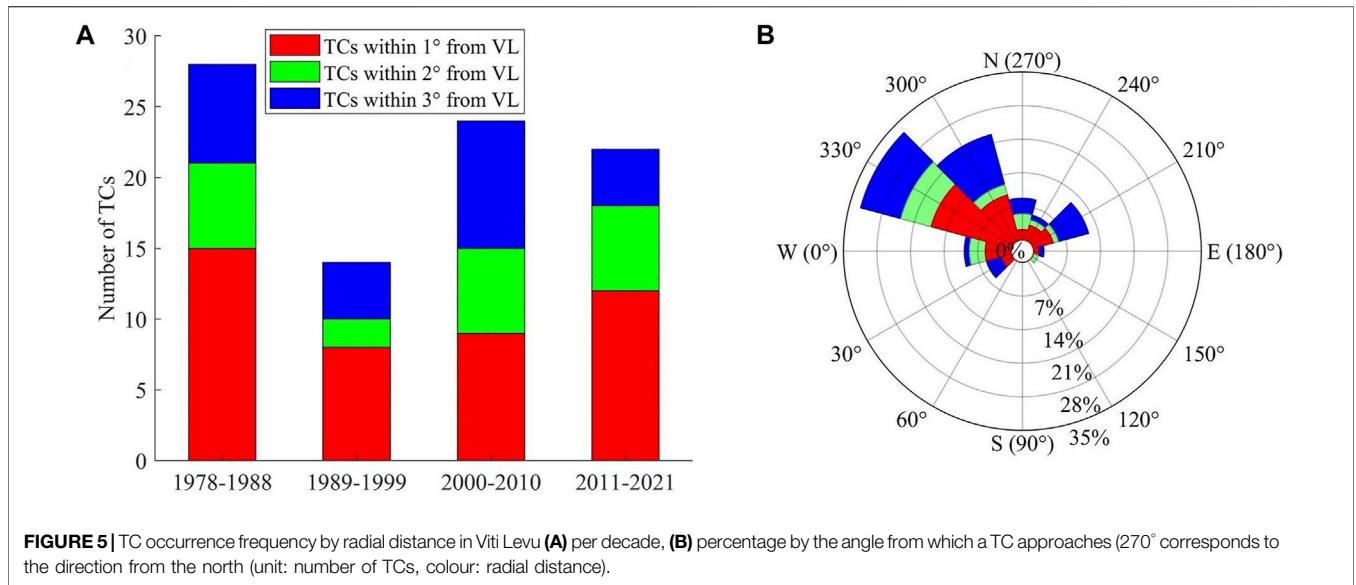 A
30
25
20
15
10
5
0
Number of TCs
TCs within 1° from VL
TCs within 2° from VL
TCs within 3° from VL
1978-1988 1989-1999 2000-2010 2011-2021
B
N (270°)
300° 240°
330° 210°
W (0°) 0% E (180°)
7%
30° 14% 150°
21%
28%
60° 120°
S (90°) 35%
FIGURE 5 | TC occurrence frequency by radial distance in Viti Levu (A) per decade, (B) percentage by the angle from which a TC approaches (270° corresponds to
the direction from the north (unit: number of TCs, colour: radial distance).